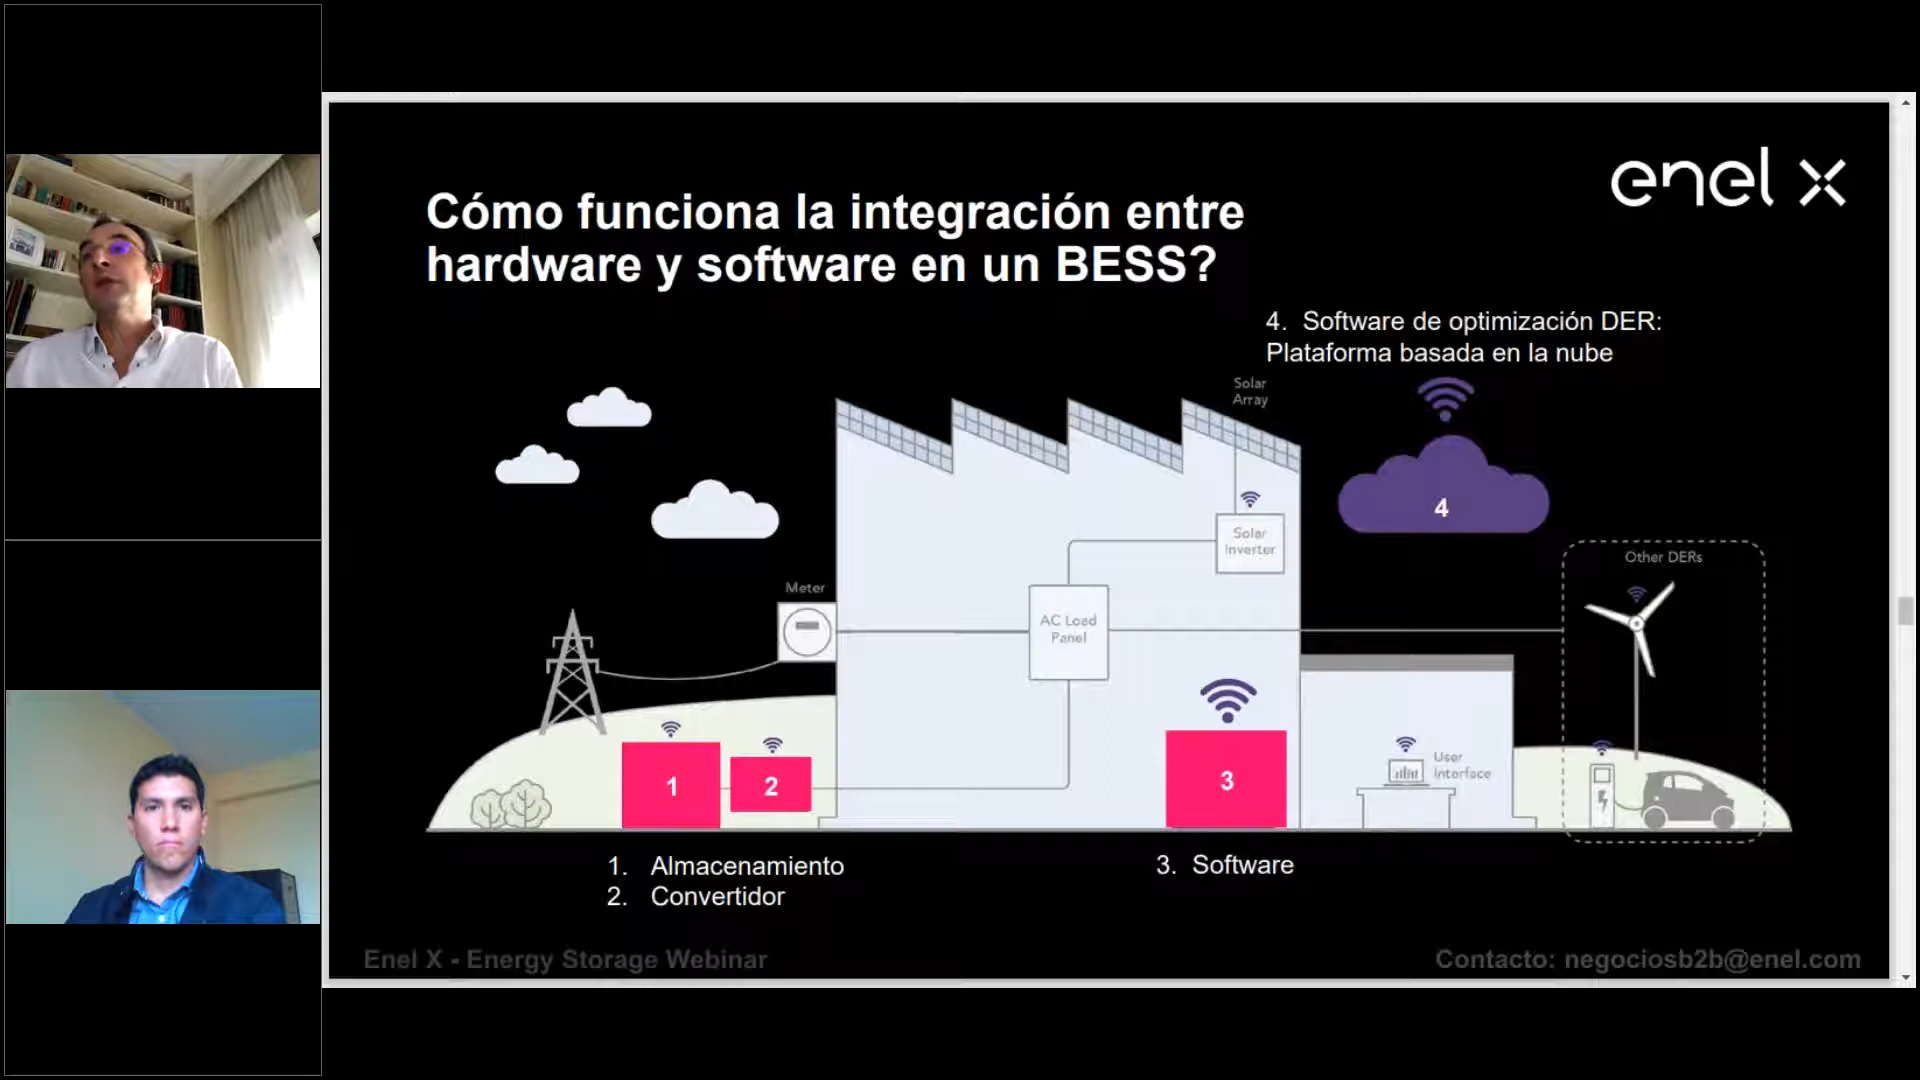 enel x
Cómo funciona la integración entre
hardware y software en un BESS?
4. Software de optimización DER:
Plataforma basada en la nube
Solar
Array
4
Solar
Inverter
Other DERs
Meter
AC Load
Panel
1
2
3
User
Interface
1. Almacenamiento
2. Convertidor
3. Software
Enel X - Energy Storage Webinar
Contacto: negociosb2b@enel.com